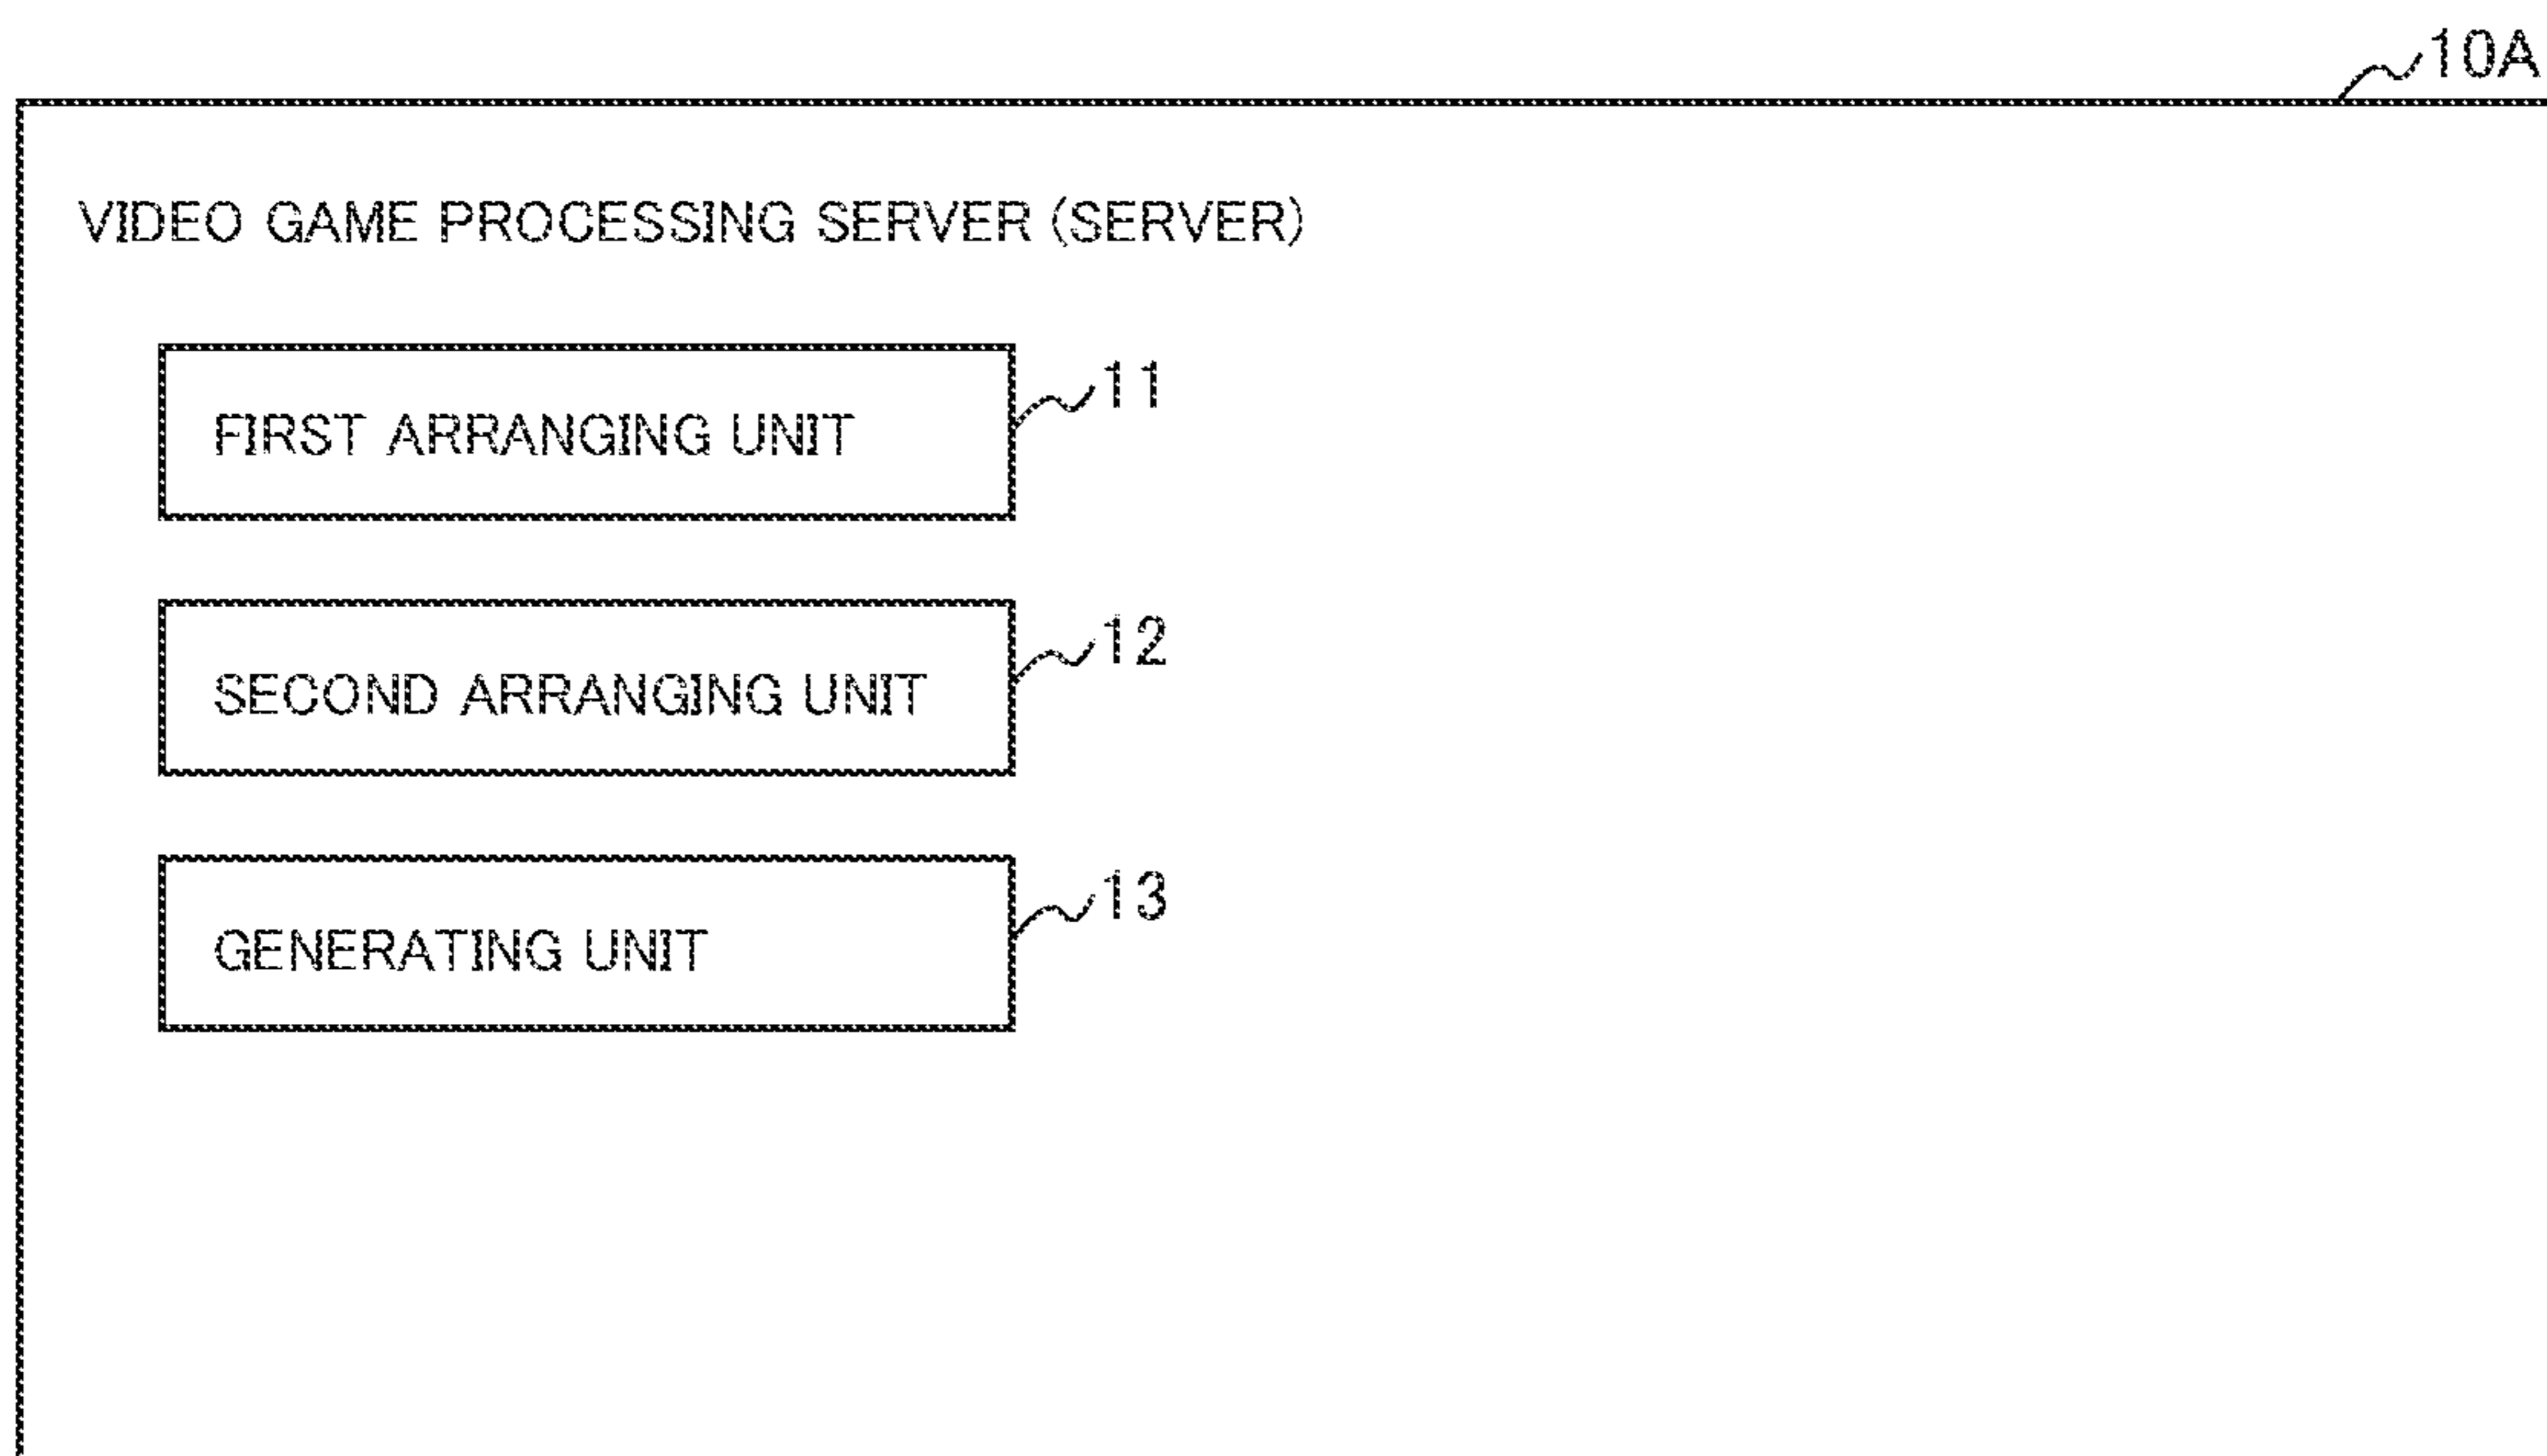 10A
VIDEO GAME PROCESSING SERVER (SERVER)
11
FIRST ARRANGING UNIT
12
SECOND ARRANGING UNIT
13
GENERATING UNIT